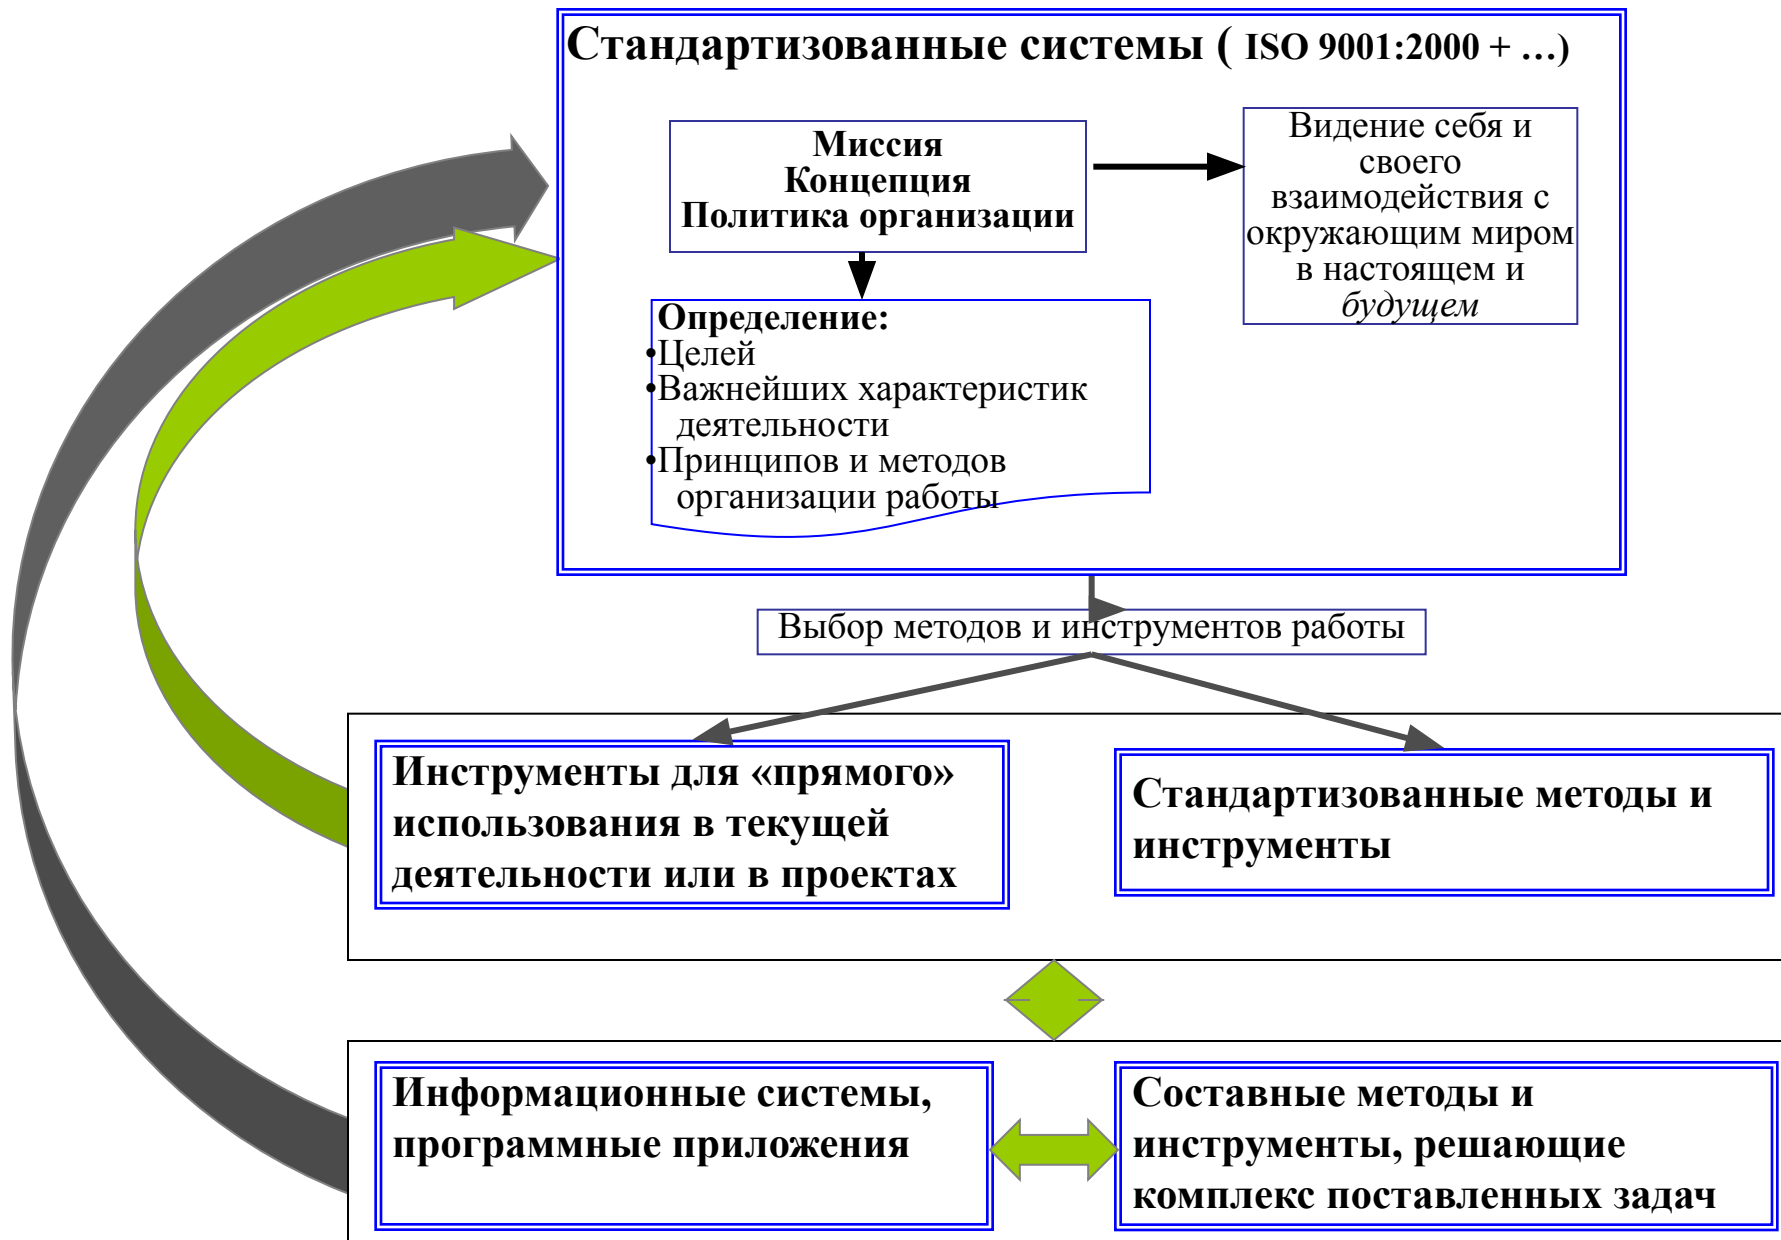 Стандартизованные системы ( ISO 9001:2000 + …)
Миссия
Концепция
Политика организации
Видение себя и
своего
взаимодействия с
окружающим миром
в настоящем и
будущем
Определение:
•Целей
•Важнейших характеристик
деятельности
•Принципов и методов
организации работы
Выбор методов и инструментов работы
Инструменты для «прямого»
использования в текущей
деятельности или в проектах
Стандартизованные методы и
инструменты
Информационные системы,
программные приложения
Составные методы и
инструменты, решающие
комплекс поставленных задач